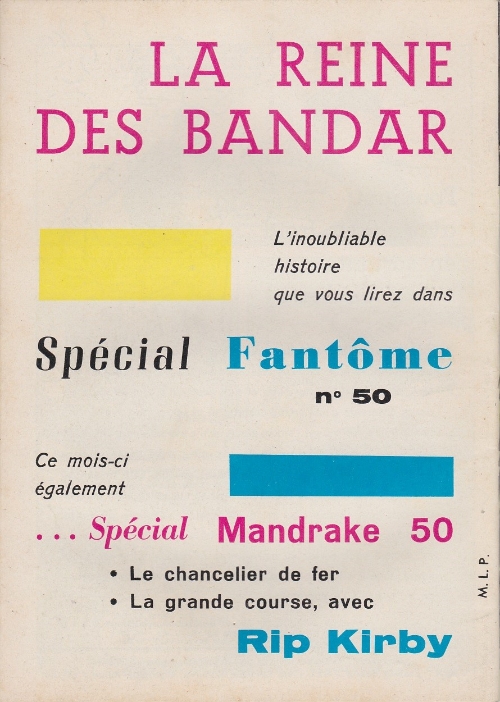 LA REINE
DES BANDAR
L'inoubliable
histoire
que vous lirez dans
Spécial Fantôme
n° 50
Ce mois-ci
également
... Spécial Mandrake 50
• Le chancelier de fer
• La grande course, avec
Rip Kirby
M. L. P.